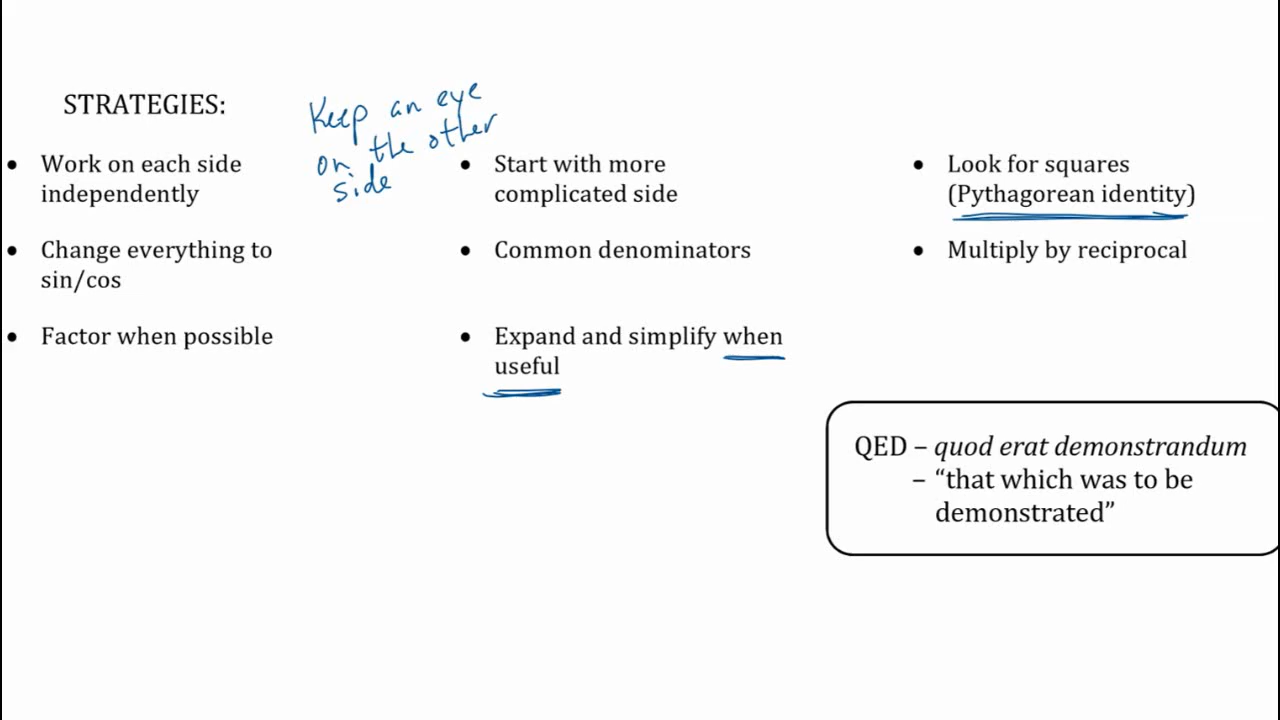 STRATEGIES:
Keep an eye
on the other
side
• Work on each side
independently
• Change everything to
sin/cos
• Factor when possible
• Start with more
complicated side
• Common denominators
• Expand and simplify when
useful
• Look for squares
(Pythagorean identity)
• Multiply by reciprocal
QED – quod erat demonstrandum
– “that which was to be
demonstrated”